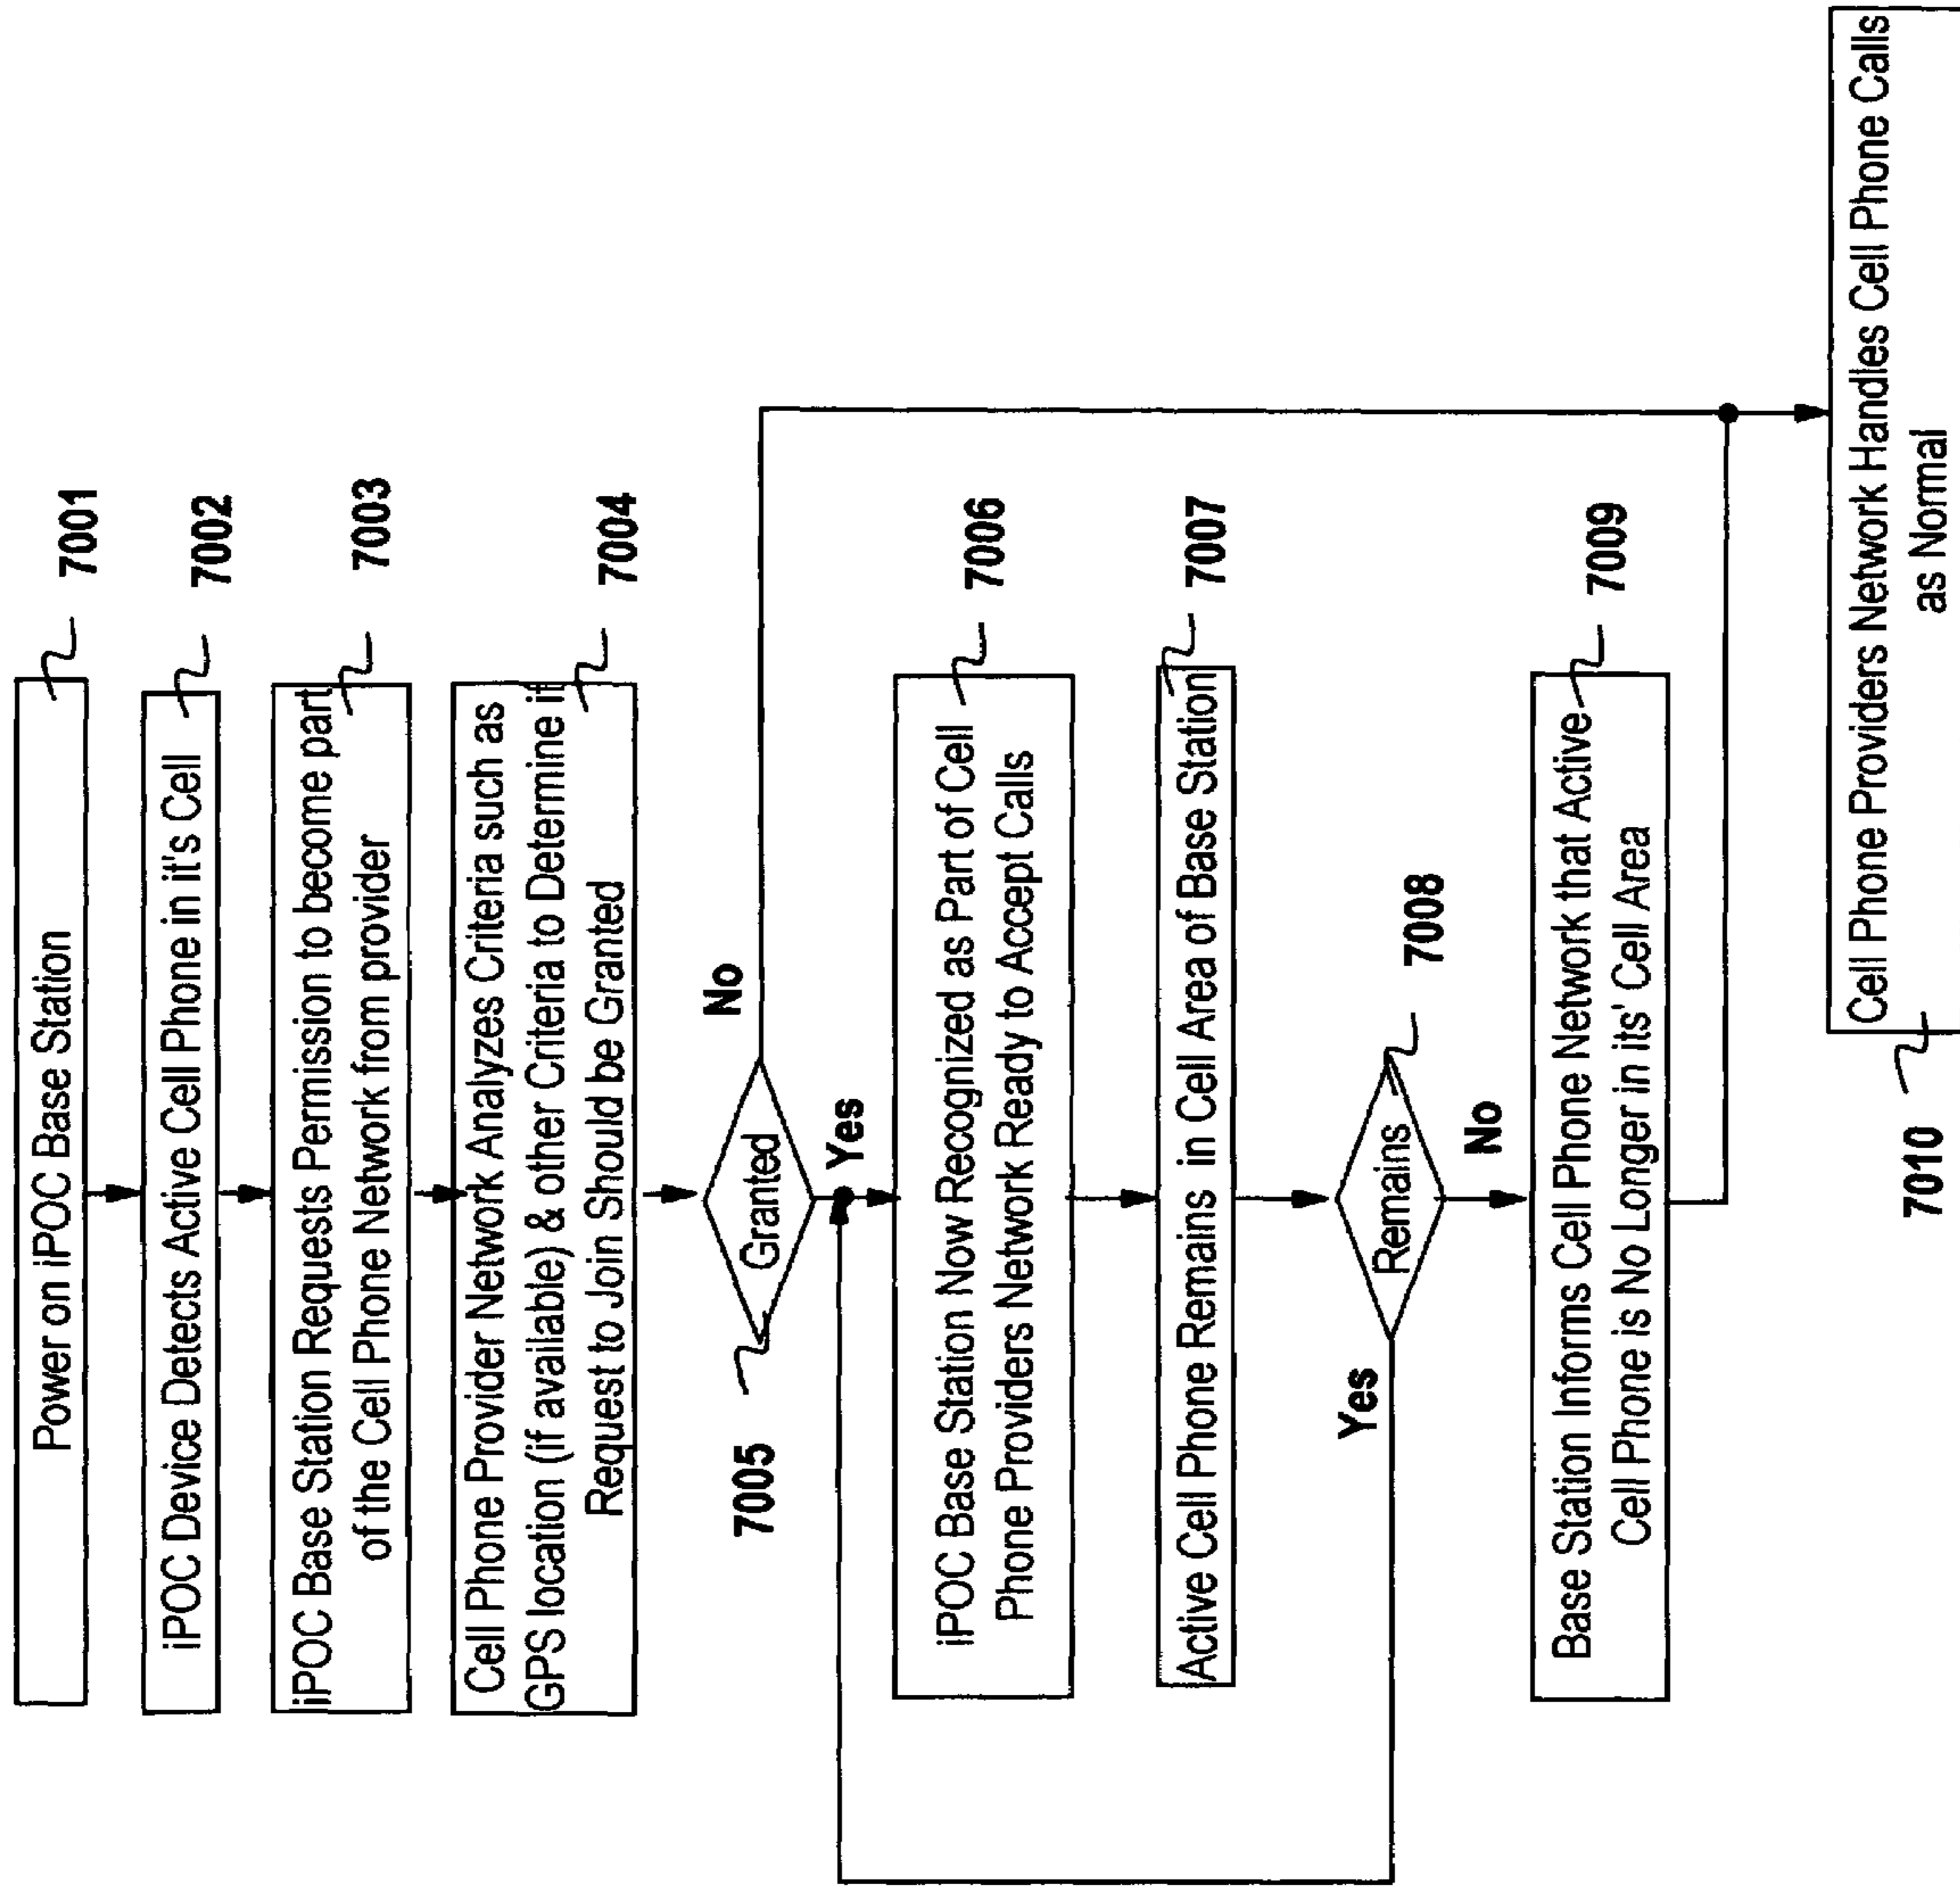 Power on iPOC Base Station
7001
iPOC Device Detects Active Cell Phone in it's Cell
7002
iPOC Base Station Requests Permission to become part
of the Cell Phone Network from provider
7003
Cell Phone Provider Network Analyzes Criteria such as
GPS location (if available) & other Criteria to Determine if
Request to Join Should be Granted
7004
Granted
7005
No
Yes
iPOC Base Station Now Recognized as Part of Cell
Phone Providers Network Ready to Accept Calls
7006
Active Cell Phone Remains in Cell Area of Base Station
7007
Remains
7008
Yes
No
Base Station Informs Cell Phone Network that Active
Cell Phone is No Longer in its' Cell Area
7009
Cell Phone Providers Network Handles Cell Phone Calls
as Normal
7010